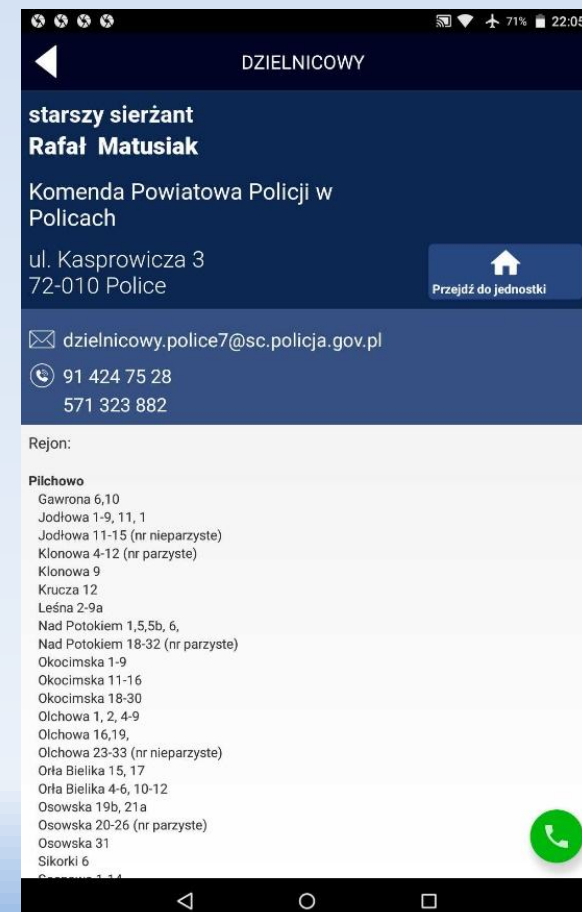 71% 22:05
DZIELNICOWY
starszy sierżant
Rafał Matusiak
Komenda Powiatowa Policji w
Policach
ul. Kasprowicza 3
72-010 Police
Przejdź do jednostki
dzielnicowy.police7@sc.policja.gov.pl
91 424 75 28
571 323 882
Rejon:
Pilchowo
Gawrona 6,10
Jodłowa 1-9, 11, 1
Jodłowa 11-15 (nr nieparzyste)
Klonowa 4-12 (nr parzyste)
Klonowa 9
Krucza 12
Leśna 2-9a
Nad Potokiem 1,5,5b, 6,
Nad Potokiem 18-32 (nr parzyste)
Okocimska 1-9
Okocimska 11-16
Okocimska 18-30
Olchowa 1, 2, 4-9
Olchowa 16,19,
Olchowa 23-33 (nr nieparzyste)
Orła Bielika 15, 17
Orła Bielika 4-6, 10-12
Osowska 19b, 21a
Osowska 20-26 (nr parzyste)
Osowska 31
Sikorki 6